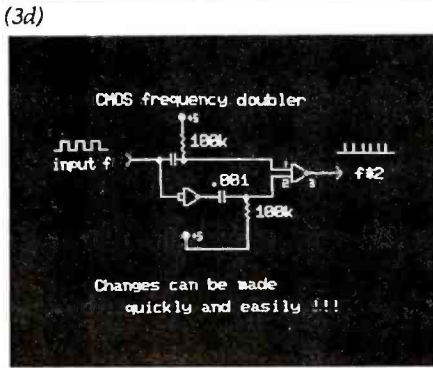 (3d)
CMOS frequency doubler
+5
100k
input f
.001
1
2
3
f*2
100k
+5
Changes can be made
quickly and easily !!!